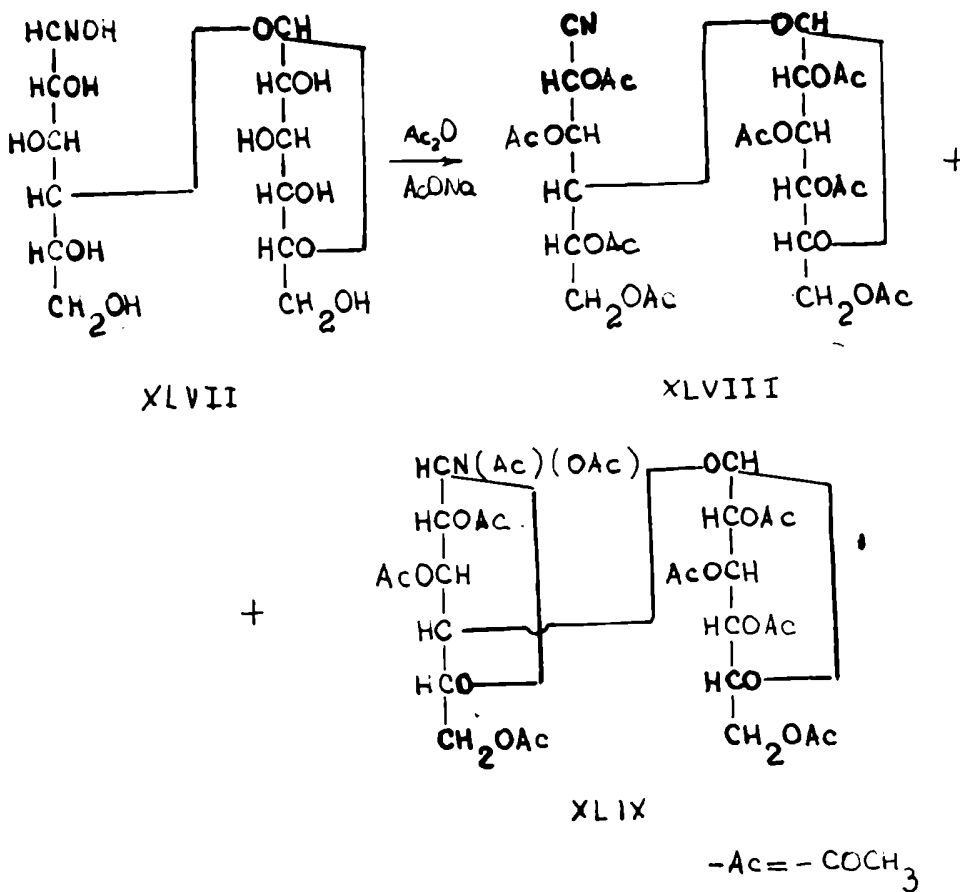 HCNOH OCH CN OCH
HCOH HCOH HCOAc HCOAc
HOCH HOCH Ac₂O AcOCH AcOCH +
AcONa
HC HCOH HC HCOAc
HCOH HCO HCOAc HCO
CH₂OH CH₂OH CH₂OAc CH₂OAc
XLVII XLVIII
HCN(Ac)(OAc) OCH
HCOAc HCOAc
AcOCH AcOCH
+ HC HCOAc
HCO HCO
CH₂OAc CH₂OAc
XLIX
-Ac=-COCH₃